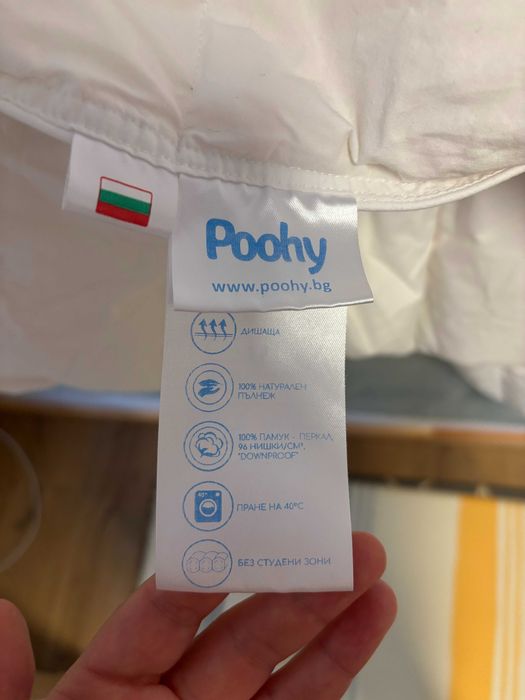 Poohy
www.poohy.bg
ДИШАЩА
100% НАТУРАЛЕН
ПЪЛНЕЖ
100% ПАМУК - ПЕРКАЛ,
96 НИШКИ/СМ²,
"DOWNPROOF"
40°
ПРАНЕ НА 40°C
БЕЗ СТУДЕНИ ЗОНИ